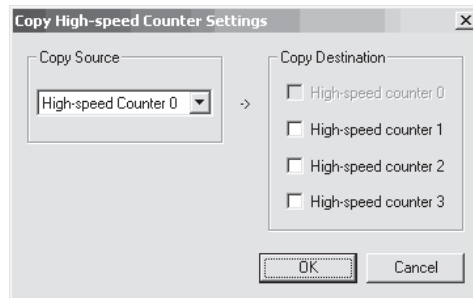 Copy High-speed Counter Settings
Copy Source
High-speed Counter 0
->
Copy Destination
High-speed counter 0
High-speed counter 1
High-speed counter 2
High-speed counter 3
OK
Cancel